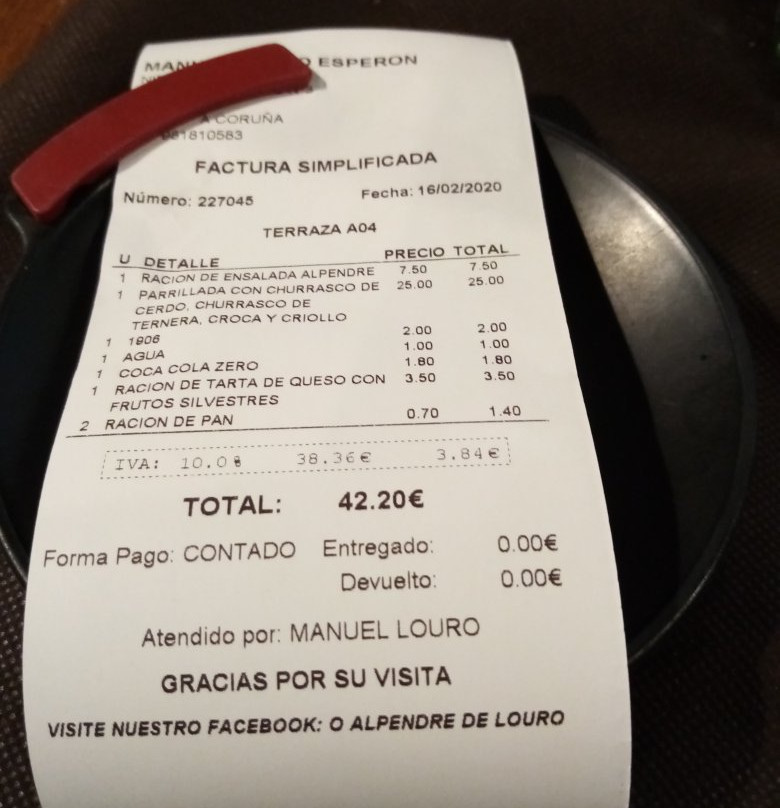 ESPERON
A CORUÑA
981810583
FACTURA SIMPLIFICADA
Número: 227045 Fecha: 16/02/2020
TERRAZA A04
U DETALLE PRECIO TOTAL
1 RACION DE ENSALADA ALPENDRE 7.50 7.50
1 PARRILLADA CON CHURRASCO DE 25.00 25.00
CERDO, CHURRASCO DE
TERNERA, CROCA Y CRIOLLO
1 1906 2.00 2.00
1 AGUA 1.00 1.00
1 COCA COLA ZERO 1.80 1.80
1 RACION DE TARTA DE QUESO CON 3.50 3.50
FRUTOS SILVESTRES
2 RACION DE PAN 0.70 1.40
IVA: 10.0% 38.36€ 3.84€
TOTAL: 42.20€
Forma Pago: CONTADO Entregado: 0.00€
Devuelto: 0.00€
Atendido por: MANUEL LOURO
GRACIAS POR SU VISITA
VISITE NUESTRO FACEBOOK: O ALPENDRE DE LOURO